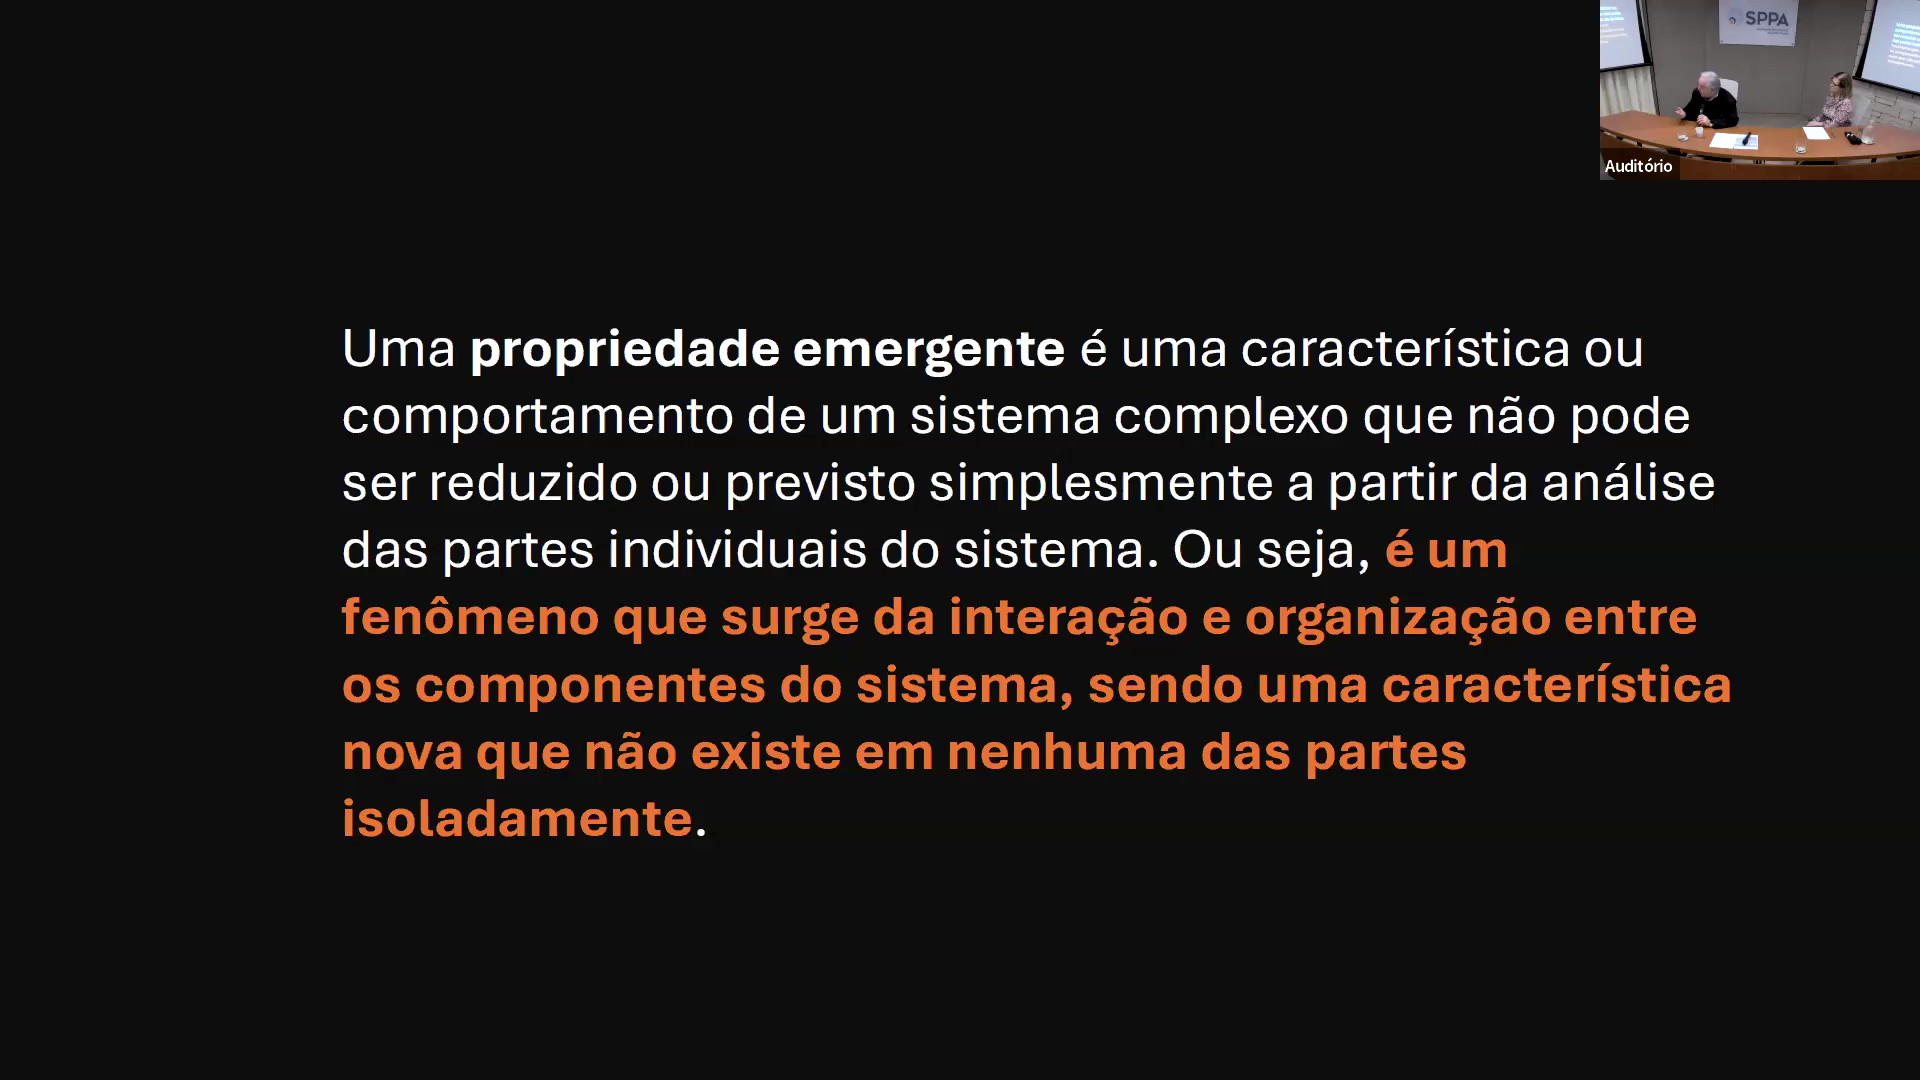 SPPA
Auditório
Uma propriedade emergente é uma característica ou
comportamento de um sistema complexo que não pode
ser reduzido ou previsto simplesmente a partir da análise
das partes individuais do sistema. Ou seja, é um
fenômeno que surge da interação e organização entre
os componentes do sistema, sendo uma característica
nova que não existe em nenhuma das partes
isoladamente.